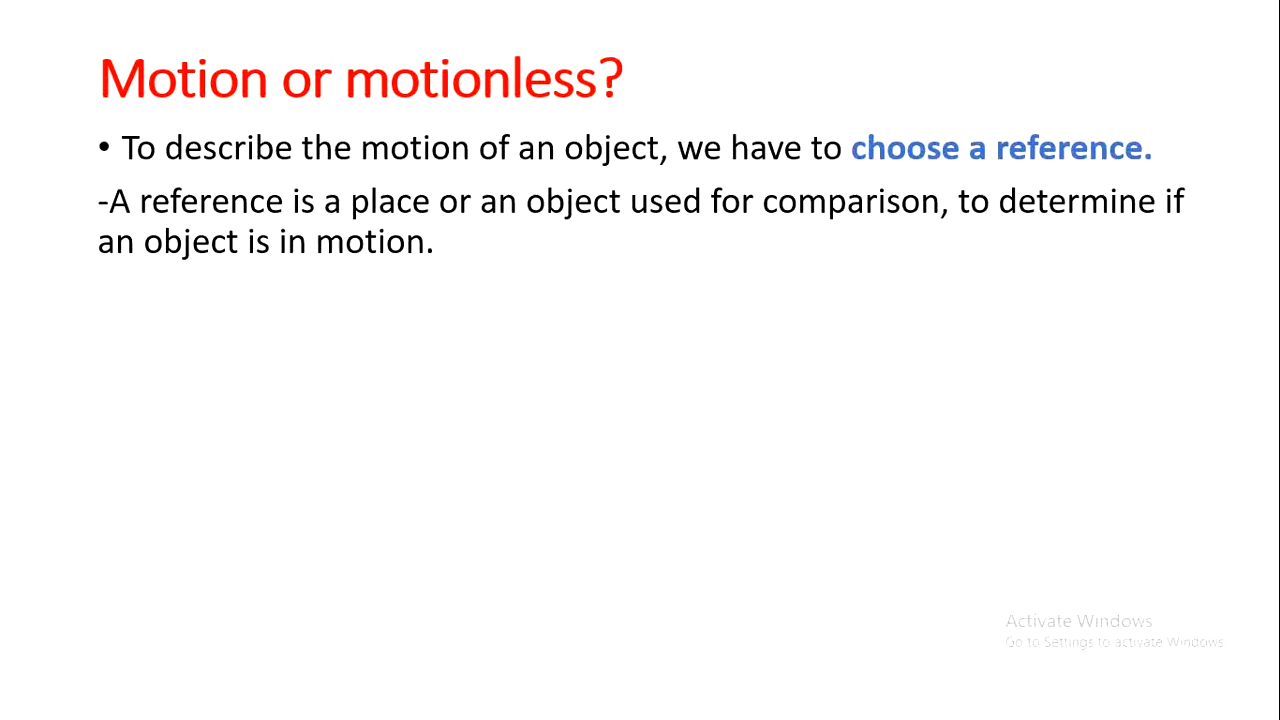 Motion or motionless?
• To describe the motion of an object, we have to choose a reference.
-A reference is a place or an object used for comparison, to determine if
an object is in motion.
Activate Windows
Go to Settings to activate Windows